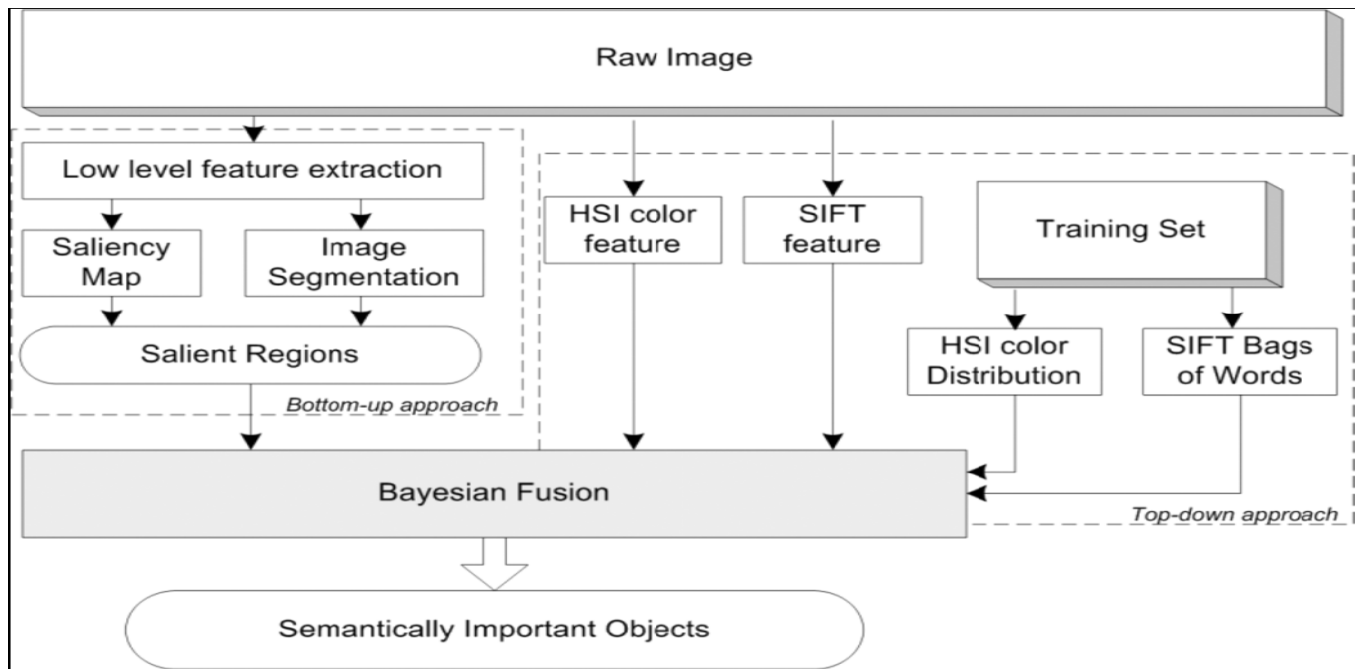 Raw Image
Low level feature extraction
Saliency
Map
Image
Segmentation
Salient Regions
Bottom-up approach
HSI color
feature
SIFT
feature
Training Set
HSI color
Distribution
SIFT Bags
of Words
Top-down approach
Bayesian Fusion
Semantically Important Objects